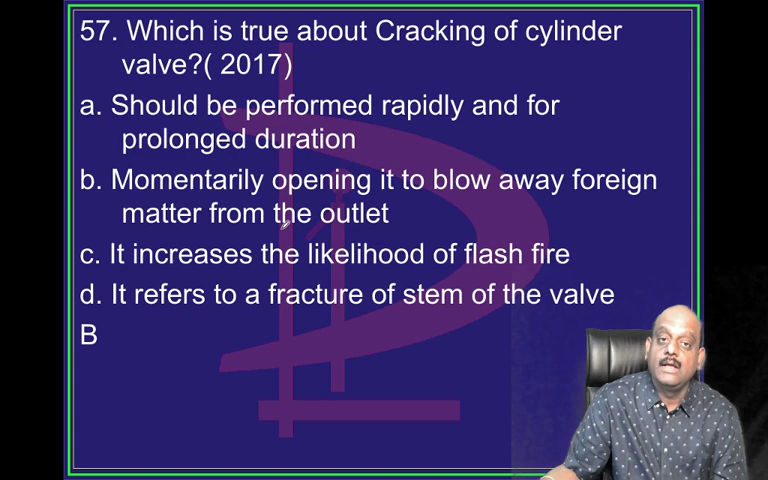 57. Which is true about Cracking of cylinder
valve?( 2017)
a. Should be performed rapidly and for
prolonged duration
b. Momentarily opening it to blow away foreign
matter from the outlet
c. It increases the likelihood of flash fire
d. It refers to a fracture of stem of the valve
B